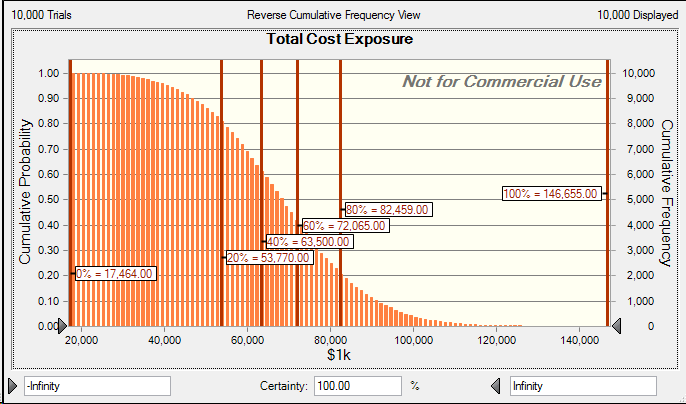 10,000 Trials Reverse Cumulative Frequency View 10,000 Displayed
Total Cost Exposure
Not for Commercial Use
Cumulative Probability
1.00
0.90
0.80
0.70
0.60
0.50
0.40
0.30
0.20
0.10
0.00
0% = 17,464.00
20% = 53,770.00
40% = 63,500.00
60% = 72,065.00
80% = 82,459.00
100% = 146,655.00
10,000
9,000
8,000
7,000
6,000
5,000
4,000
3,000
2,000
1,000
0
Cumulative Frequency
20,000 40,000 60,000 80,000 100,000 120,000 140,000
$1k
-Infinity Certainty: 100.00 % Infinity